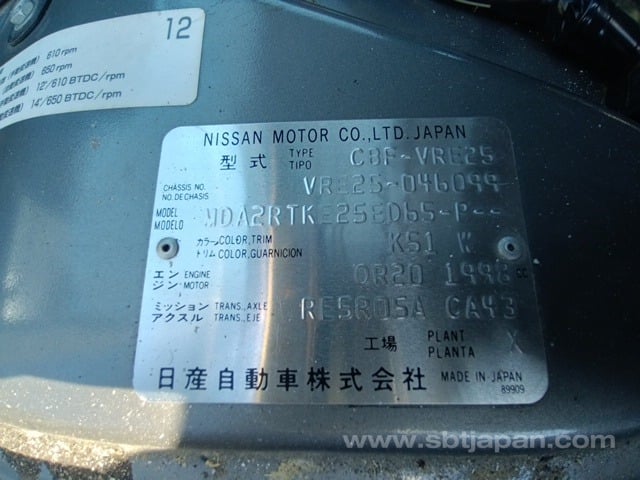 12
610 rpm
650 rpm
12°/610 BTDC/rpm
14°/650 BTDC/rpm
NISSAN MOTOR CO.,LTD. JAPAN
型式 TYPE TIPO CBF-VRE25
CHASSIS NO. NO. DE CHASIS VRE25-046099
MODEL MODELO MDA2RTKE25ED65-P--
カラー COLOR, TRIM トリム COLOR, GUARNICION K51 K
エンジン ENGINE MOTOR QR20 1998 cc
ミッション アクスル TRANS., AXLE TRANS., EJE RE5R05A CA43
工場 PLANT PLANTA X
日産自動車株式会社 MADE IN JAPAN
89909
www.sbtjapan.com